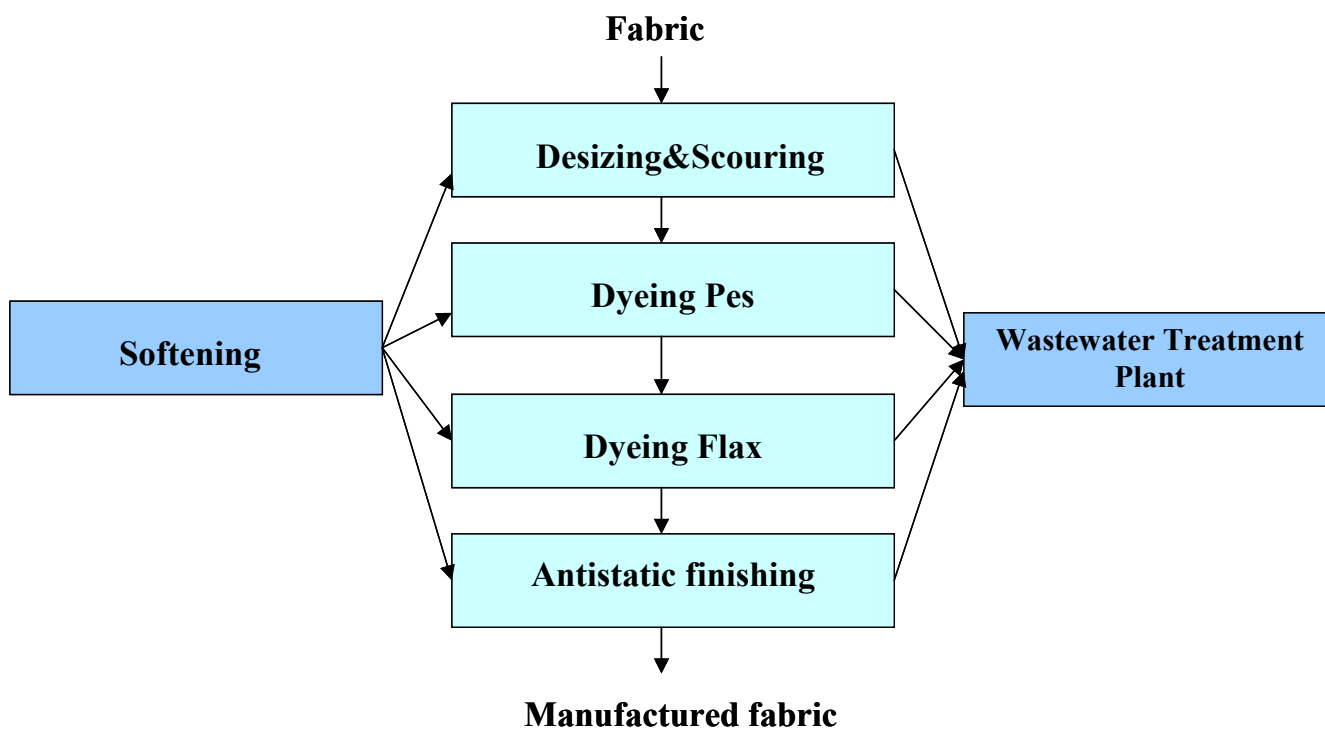 Fabric
Desizing&Scouring
Dyeing Pes
Softening
Wastewater Treatment
Plant
Dyeing Flax
Antistatic finishing
Manufactured fabric